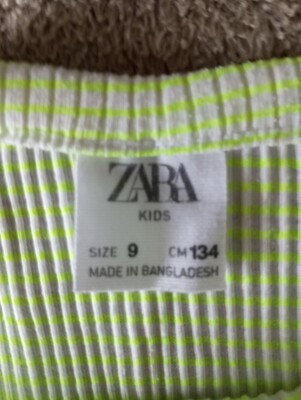 ZARA
KIDS
SIZE 9 CM 134
MADE IN BANGLADESH